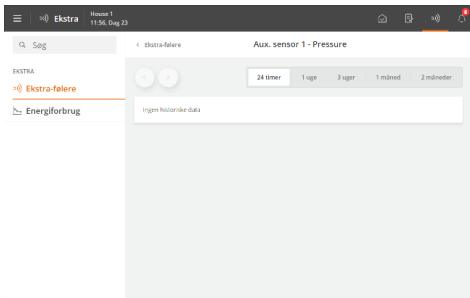 Ekstra
House 1
11:56, Dag 23
8
Søg
EKSTRA
Ekstra-følere
Energiforbrug
Ekstra-følere
Aux. sensor 1 - Pressure
24 timer 1 uge 3 uger 1 måned 2 måneder
Ingen historiske data